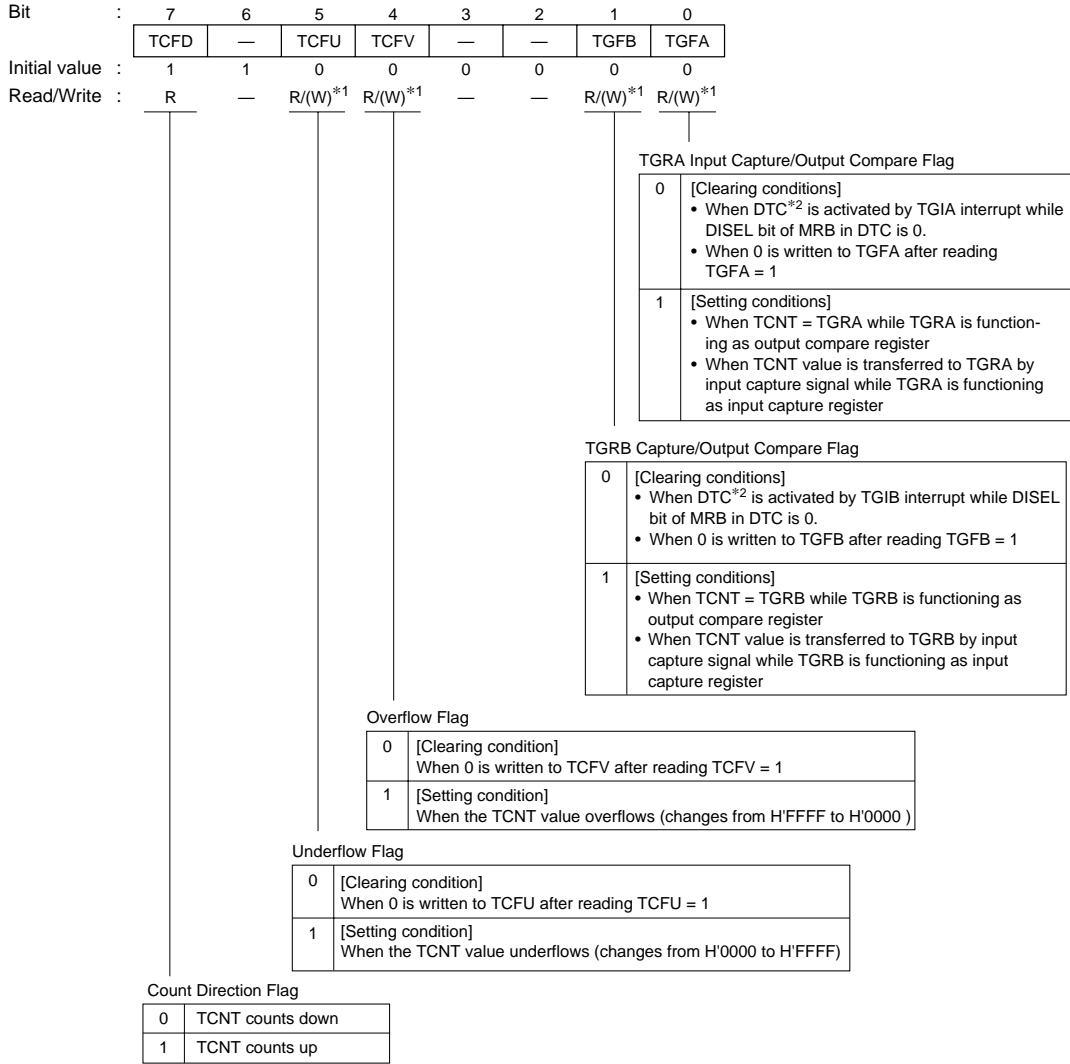 Bit : 7 6 5 4 3 2 1 0
TCFD — TCFU TCFV — — TGFB TGFA
Initial value : 1 1 0 0 0 0 0 0
Read/Write : R — R/(W)*1 R/(W)*1 — — R/(W)*1 R/(W)*1
TGRA Input Capture/Output Compare Flag
0 [Clearing conditions]
• When DTC*2 is activated by TGIA interrupt while
DISEL bit of MRB in DTC is 0.
• When 0 is written to TGFA after reading
TGFA = 1
1 [Setting conditions]
• When TCNT = TGRA while TGRA is function-
ing as output compare register
• When TCNT value is transferred to TGRA by
input capture signal while TGRA is functioning
as input capture register
TGRB Capture/Output Compare Flag
0 [Clearing conditions]
• When DTC*2 is activated by TGIB interrupt while DISEL
bit of MRB in DTC is 0.
• When 0 is written to TGFB after reading TGFB = 1
1 [Setting conditions]
• When TCNT = TGRB while TGRB is functioning as
output compare register
• When TCNT value is transferred to TGRB by input
capture signal while TGRB is functioning as input
capture register
Overflow Flag
0 [Clearing condition]
When 0 is written to TCFV after reading TCFV = 1
1 [Setting condition]
When the TCNT value overflows (changes from H'FFFF to H'0000 )
Underflow Flag
0 [Clearing condition]
When 0 is written to TCFU after reading TCFU = 1
1 [Setting condition]
When the TCNT value underflows (changes from H'0000 to H'FFFF)
Count Direction Flag
0 TCNT counts down
1 TCNT counts up